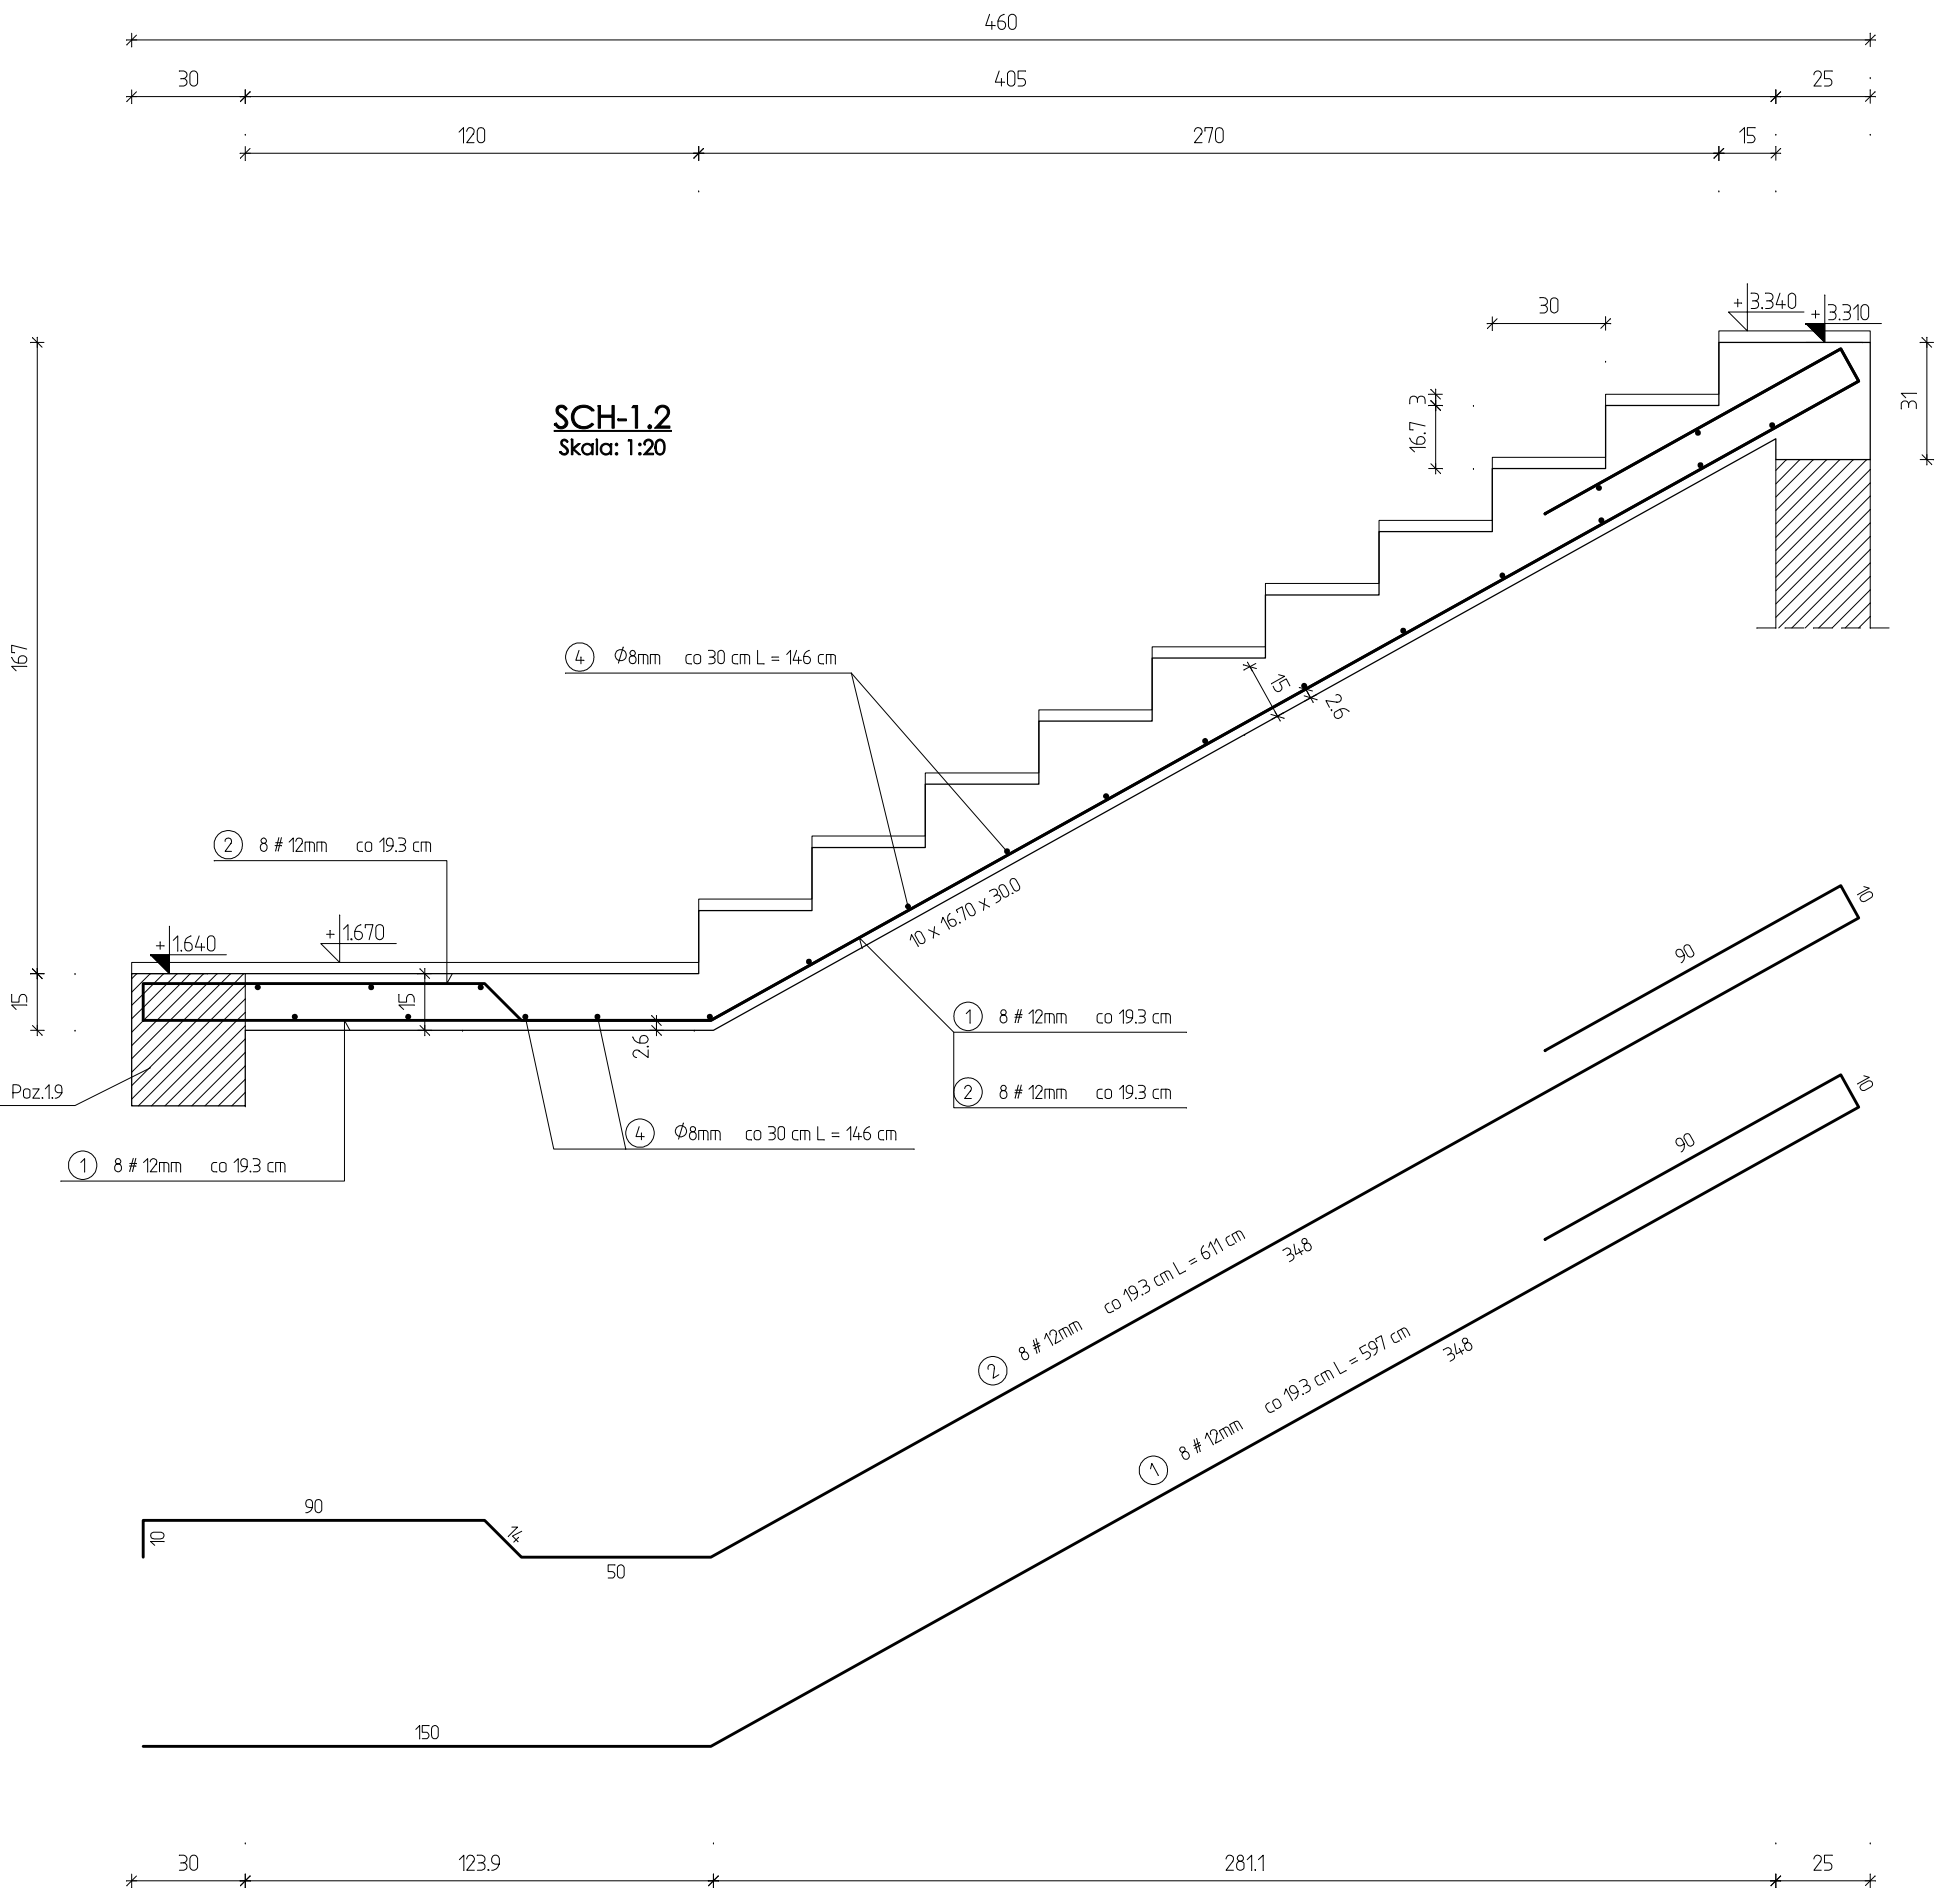 460
30 405 25
120 270 15
+3.340
+3.310
30
3
16.7
31
SCH-1.2
Skala: 1:20
167
4 Ø8mm co 30 cm L = 146 cm
15
2.6
2 8 # 12mm co 19.3 cm
10 x 16.70 x 30.0
+1.640
+1.670
15
15
2.6
1 8 # 12mm co 19.3 cm
2 8 # 12mm co 19.3 cm
Poz.1.9
4 Ø8mm co 30 cm L = 146 cm
1 8 # 12mm co 19.3 cm
10
90
10
90
2 8 # 12mm co 19.3 cm L = 611 cm
348
1 8 # 12mm co 19.3 cm L = 597 cm
348
90
10
14
50
150
30 123.9 281.1 25